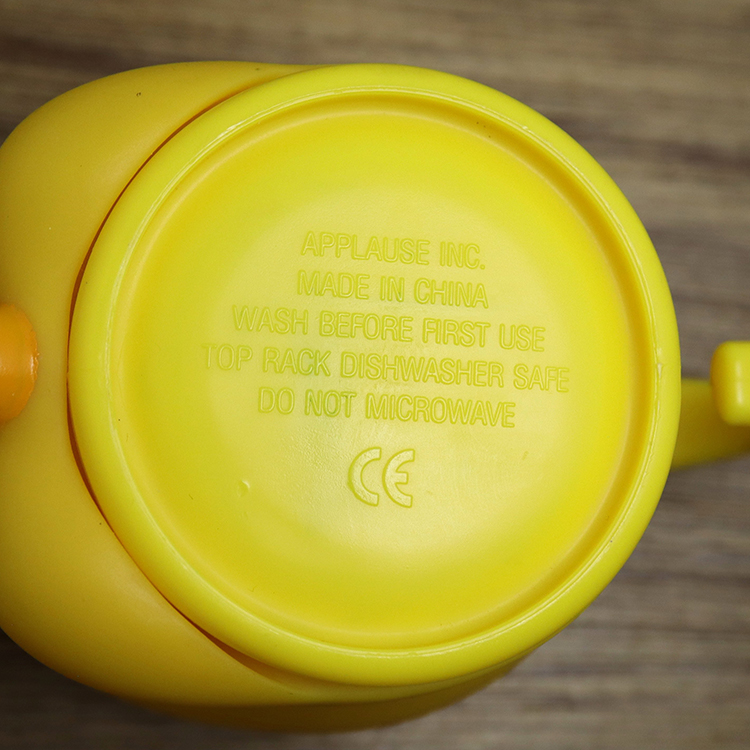 APPLAUSE INC.
MADE IN CHINA
WASH BEFORE FIRST USE
TOP RACK DISHWASHER SAFE
DO NOT MICROWAVE
CE